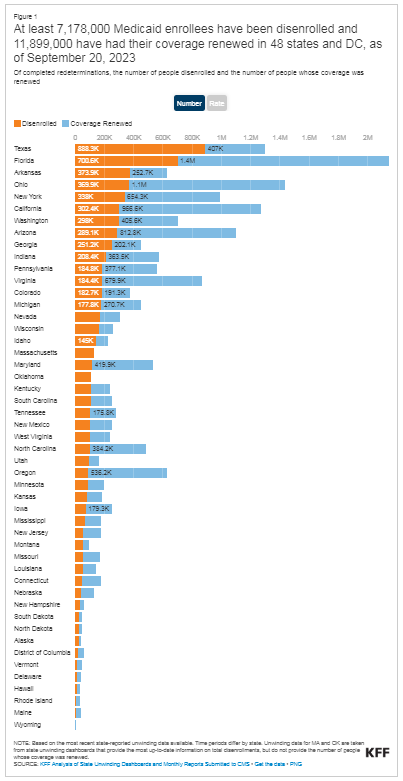 Figure 1
At least 7,178,000 Medicaid enrollees have been disenrolled and
11,899,000 have had their coverage renewed in 48 states and DC, as
of September 20, 2023
Of completed redeterminations, the number of people disenrolled and the number of people whose coverage was
renewed
Number Rate
Disenrolled Coverage Renewed
0 200K 400K 600K 800K 1M 1.2M 1.4M 1.6M 1.8M 2M
Texas 888.3K 407K
Florida 700.6K 1.4M
Arkansas 373.9K 252.7K
Ohio 369.9K 1.1M
New York 338K 654.3K
California 302.4K 966.6K
Washington 298K 405.6K
Arizona 289.1K 812.8K
Georgia 251.2K 202.1K
Indiana 208.4K 363.5K
Pennsylvania 184.8K 377.1K
Virginia 184.4K 679.9K
Colorado 182.7K 191.3K
Michigan 177.8K 270.7K
Nevada
Wisconsin
Idaho 145K
Massachusetts
Maryland 419.9K
Oklahoma
Kentucky
South Carolina
Tennessee 175.8K
New Mexico
West Virginia
North Carolina 384.2K
Utah
Oregon 536.2K
Minnesota
Kansas
Iowa 179.3K
Mississippi
New Jersey
Montana
Missouri
Louisiana
Connecticut
Nebraska
New Hampshire
South Dakota
North Dakota
Alaska
District of Columbia
Vermont
Delaware
Hawaii
Rhode Island
Maine
Wyoming
NOTE: Based on the most recent state-reported unwinding data available. Time periods differ by state. Unwinding data for MA and OK are taken
from state unwinding dashboards that provide the most up-to-date information on total disenrollments, but do not provide the number of people
whose coverage was renewed.
SOURCE: KFF Analysis of State Unwinding Dashboards and Monthly Reports Submitted to CMS • Get the data • PNG
KFF